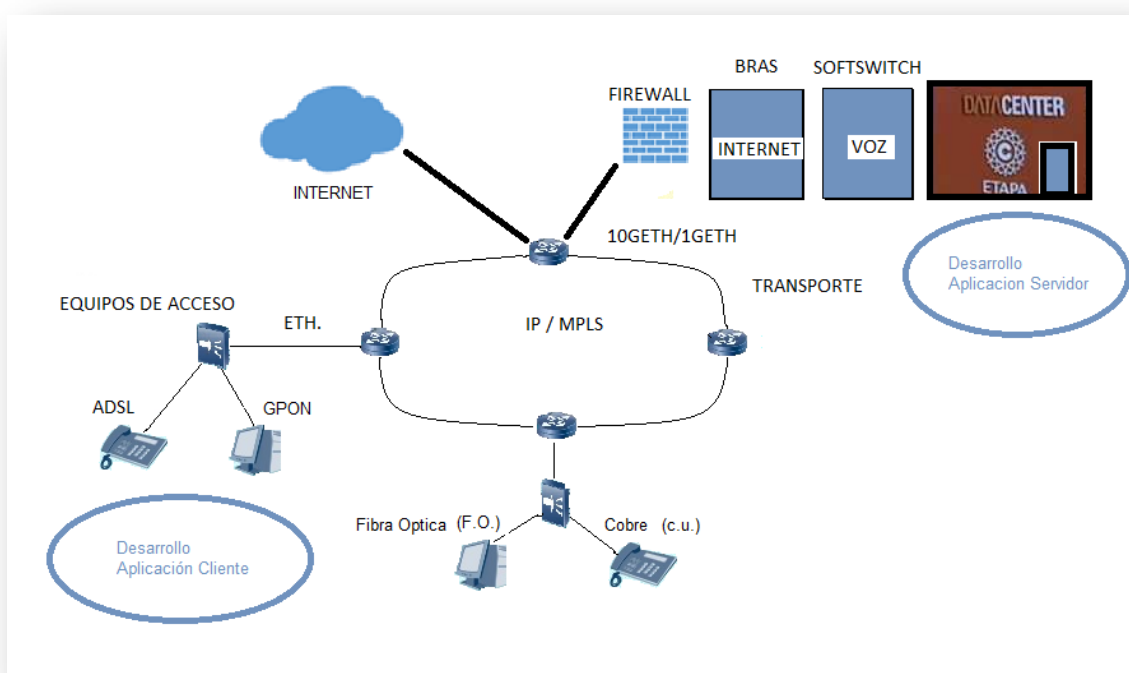 BRAS
SOFTSWITCH
FIREWALL
DATACENTER
INTERNET
VOZ
ETAPA
INTERNET
10GETH/1GETH
Desarrollo
Aplicacion Servidor
TRANSPORTE
EQUIPOS DE ACCESO
ETH.
IP / MPLS
ADSL
GPON
Fibra Optica (F.O.)
Cobre (c.u.)
Desarrollo
Aplicación Cliente